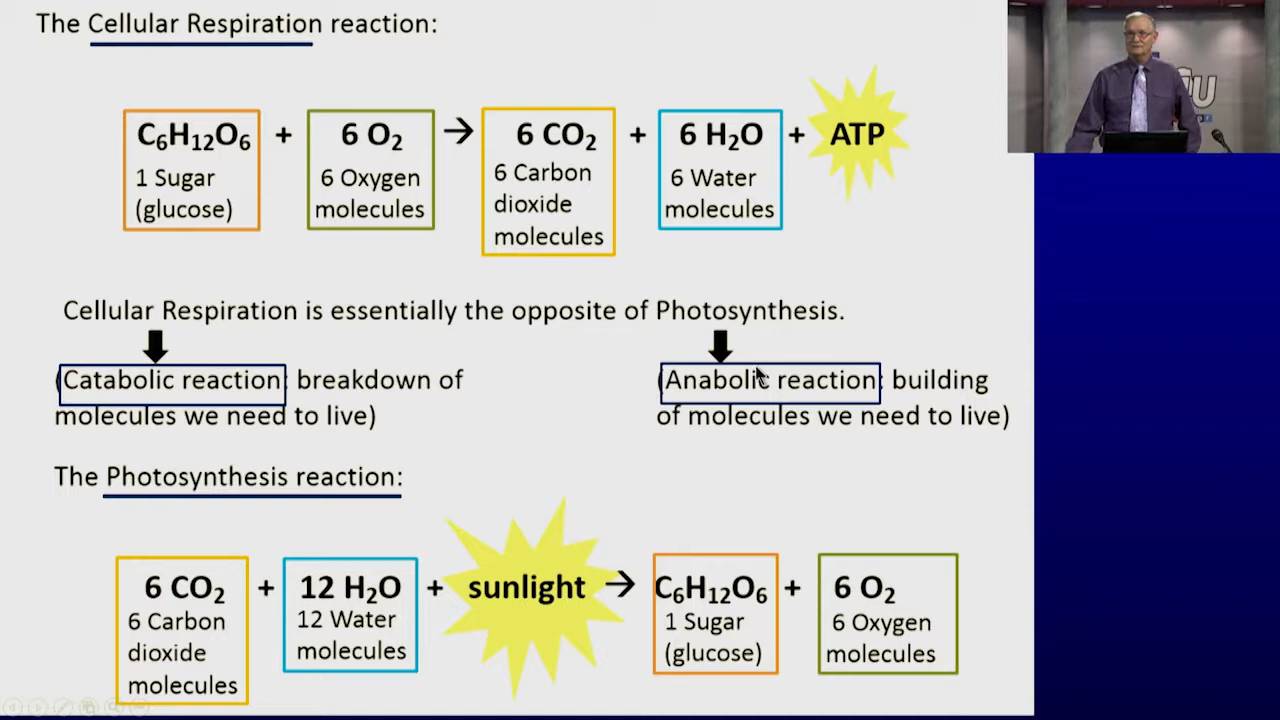 The Cellular Respiration reaction:
C₆H₁₂O₆ + 6 O₂ → 6 CO₂ + 6 H₂O + ATP
1 Sugar
(glucose)
6 Oxygen
molecules
6 Carbon
dioxide
molecules
6 Water
molecules
Cellular Respiration is essentially the opposite of Photosynthesis.
(Catabolic reaction: breakdown of
molecules we need to live)
(Anabolic reaction: building
of molecules we need to live)
The Photosynthesis reaction:
6 CO₂ + 12 H₂O + sunlight → C₆H₁₂O₆ + 6 O₂
6 Carbon
dioxide
molecules
12 Water
molecules
1 Sugar
(glucose)
6 Oxygen
molecules